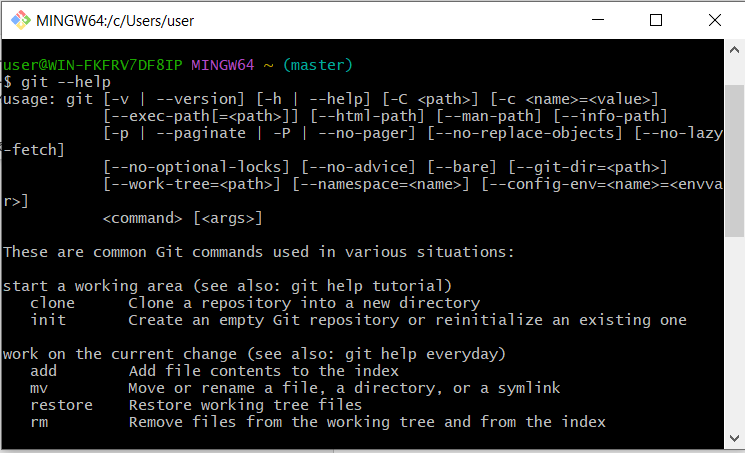 MINGW64:/c/Users/user
user@WIN-FKFRV7DF8IP MINGW64 ~ (master)
$ git --help
usage: git [-v | --version] [-h | --help] [-C <path>] [-c <name>=<value>]
           [--exec-path[=<path>]] [--html-path] [--man-path] [--info-path]
           [-p | --paginate | -P | --no-pager] [--no-replace-objects] [--no-lazy
-fetch]
           [--no-optional-locks] [--no-advice] [--bare] [--git-dir=<path>]
           [--work-tree=<path>] [--namespace=<name>] [--config-env=<name>=<envva
r>]
           <command> [<args>]
These are common Git commands used in various situations:
start a working area (see also: git help tutorial)
   clone      Clone a repository into a new directory
   init       Create an empty Git repository or reinitialize an existing one
work on the current change (see also: git help everyday)
   add        Add file contents to the index
   mv         Move or rename a file, a directory, or a symlink
   restore    Restore working tree files
   rm         Remove files from the working tree and from the index